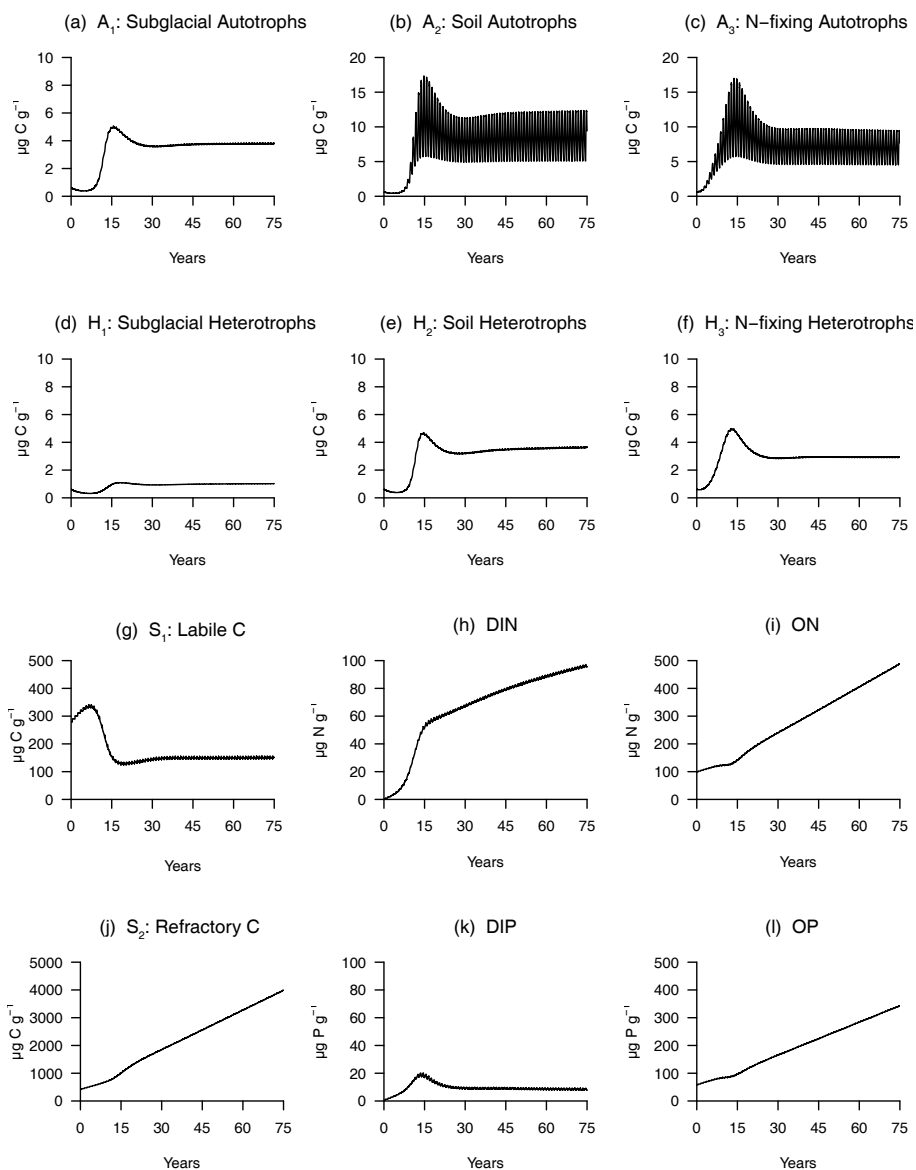 (a) A₁: Subglacial Autotrophs
(b) A₂: Soil Autotrophs
(c) A₃: N−fixing Autotrophs
µg C g⁻¹
10
8
6
4
2
0
0 15 30 45 60 75
Years
µg C g⁻¹
20
15
10
5
0
0 15 30 45 60 75
Years
µg C g⁻¹
20
15
10
5
0
0 15 30 45 60 75
Years
(d) H₁: Subglacial Heterotrophs
(e) H₂: Soil Heterotrophs
(f) H₃: N−fixing Heterotrophs
µg C g⁻¹
10
8
6
4
2
0
0 15 30 45 60 75
Years
µg C g⁻¹
10
8
6
4
2
0
0 15 30 45 60 75
Years
µg C g⁻¹
10
8
6
4
2
0
0 15 30 45 60 75
Years
(g) S₁: Labile C
(h) DIN
(i) ON
µg C g⁻¹
500
400
300
200
100
0
0 15 30 45 60 75
Years
µg N g⁻¹
100
80
60
40
20
0
0 15 30 45 60 75
Years
µg N g⁻¹
500
400
300
200
100
0
0 15 30 45 60 75
Years
(j) S₂: Refractory C
(k) DIP
(l) OP
µg C g⁻¹
5000
4000
3000
2000
1000
0
0 15 30 45 60 75
Years
µg P g⁻¹
100
80
60
40
20
0
0 15 30 45 60 75
Years
µg P g⁻¹
500
400
300
200
100
0
0 15 30 45 60 75
Years